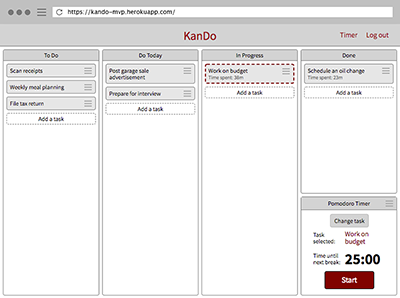 https://kando-mvp.herokuapp.com/
KanDo
Timer
Log out
To Do
Scan receipts
Weekly meal planning
File tax return
Add a task
Do Today
Post garage sale
advertisement
Prepare for interview
Add a task
In Progress
Work on budget
Time spent: 38m
Add a task
Done
Schedule an oil change
Time spent: 23m
Add a task
Pomodoro Timer
Change task
Task
selected:
Work on
budget
Time until
next break:
25:00
Start